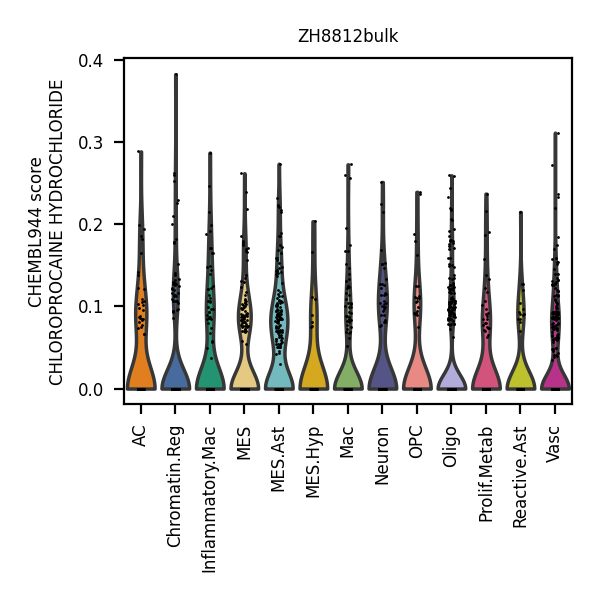 ZH8812bulk
CHEMBL944 score
CHLOROPROCAINE HYDROCHLORIDE
0.4
0.3
0.2
0.1
0.0
AC
Chromatin.Reg
Inflammatory.Mac
MES
MES.Ast
MES.Hyp
Mac
Neuron
OPC
Oligo
Prolif.Metab
Reactive.Ast
Vasc